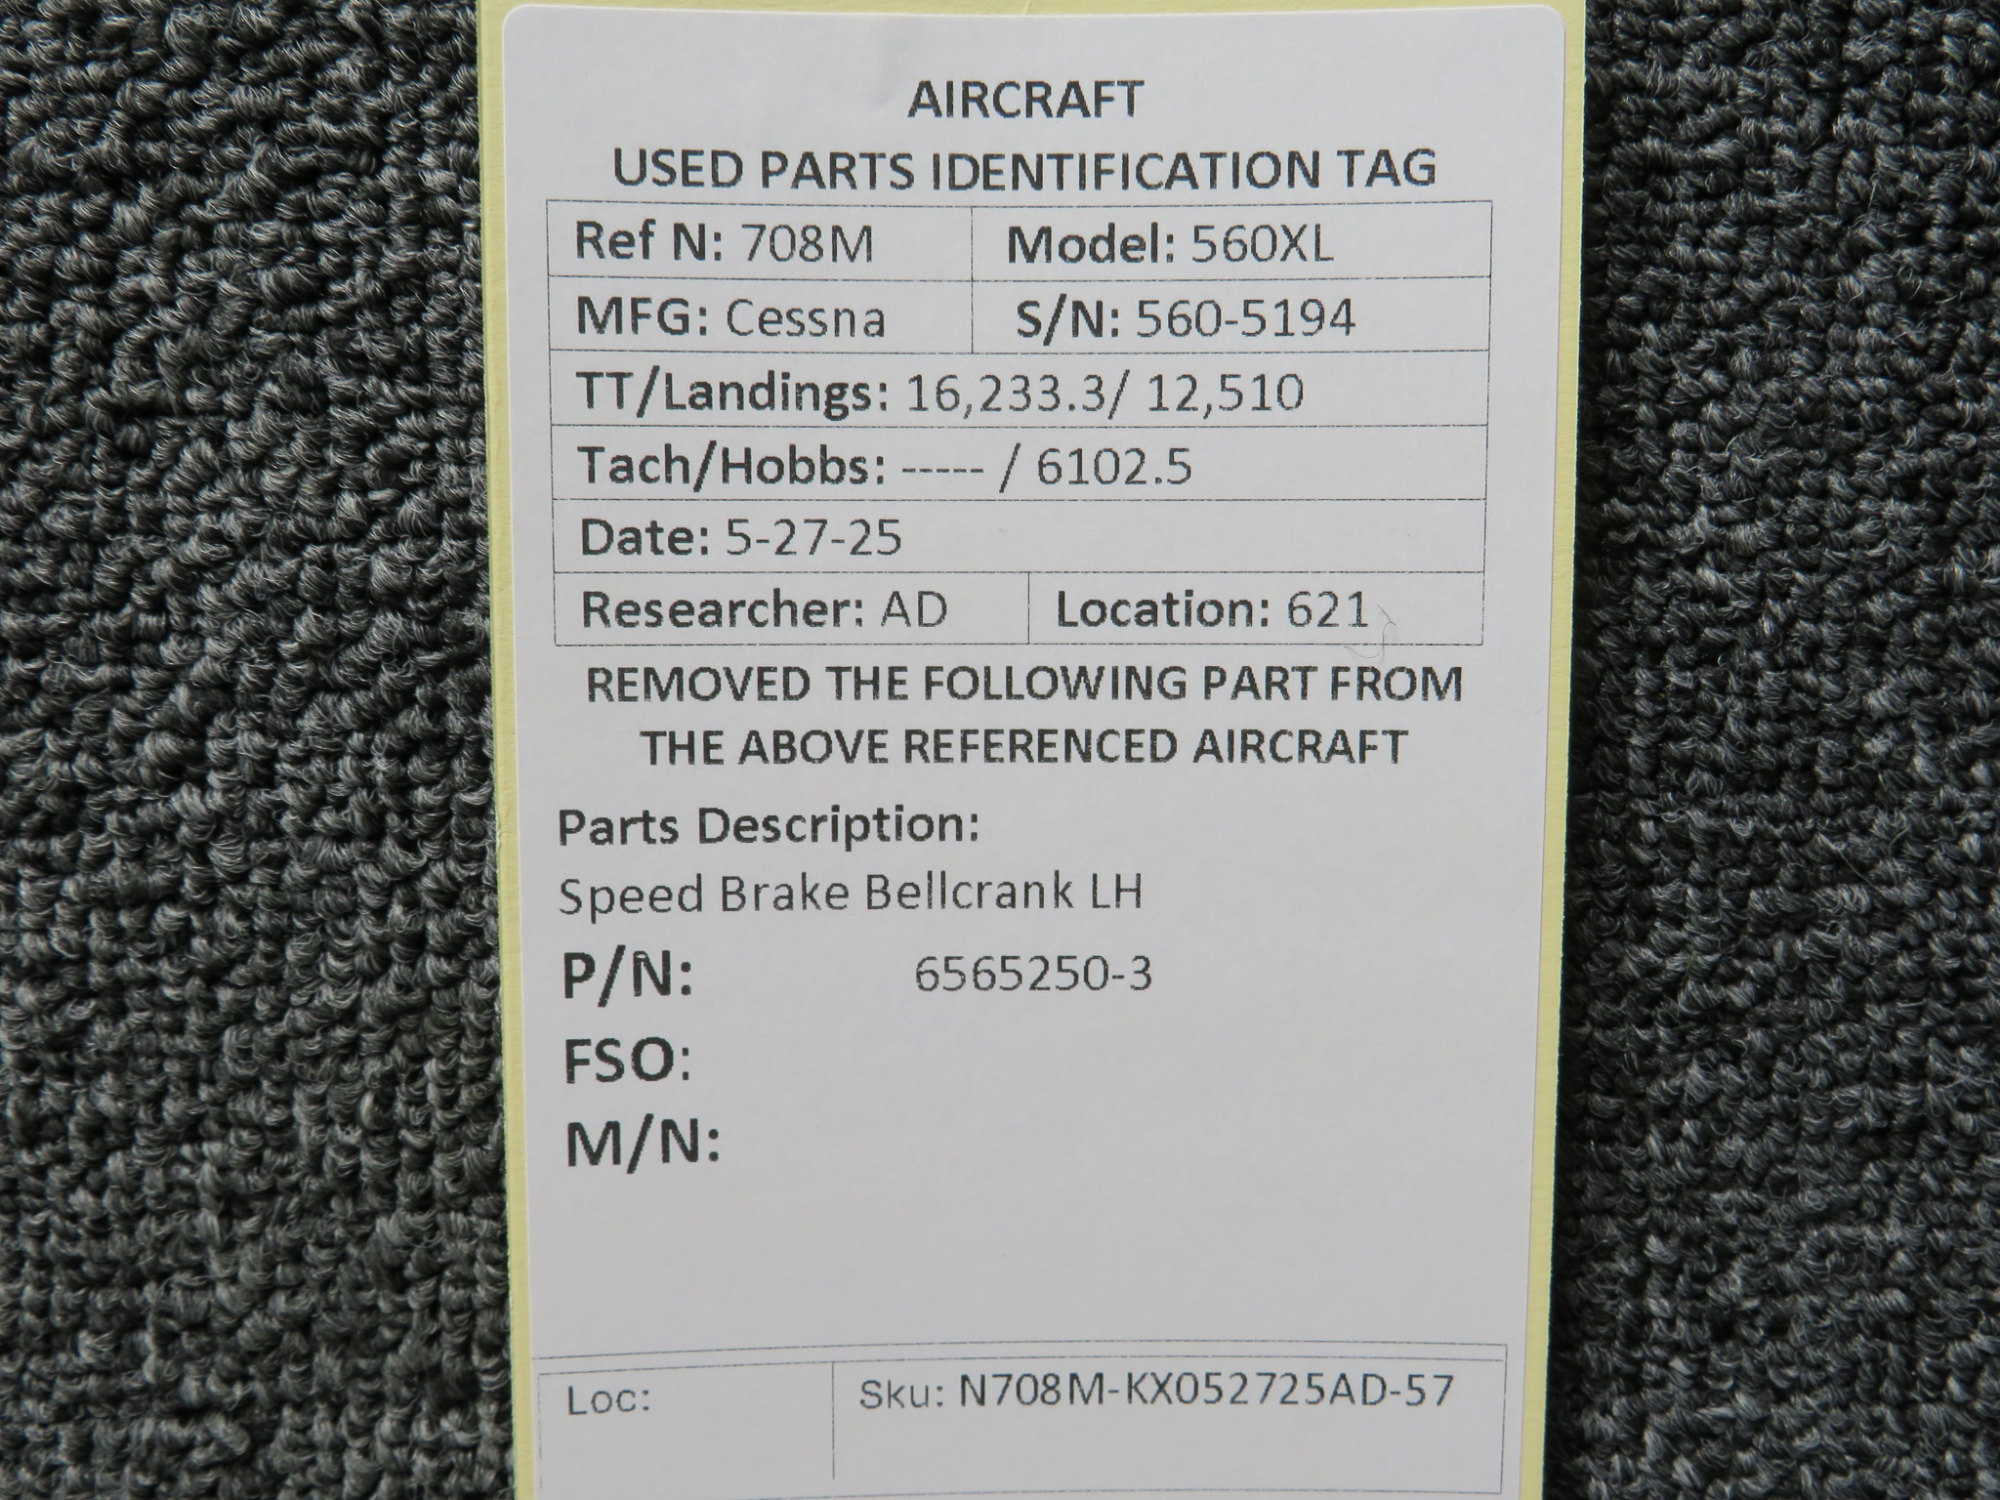 AIRCRAFT
USED PARTS IDENTIFICATION TAG
Ref N: 708M Model: 560XL
MFG: Cessna S/N: 560-5194
TT/Landings: 16,233.3/ 12,510
Tach/Hobbs: ----- / 6102.5
Date: 5-27-25
Researcher: AD Location: 621
REMOVED THE FOLLOWING PART FROM
THE ABOVE REFERENCED AIRCRAFT
Parts Description:
Speed Brake Bellcrank LH
P/N: 6565250-3
FSO:
M/N:
Loc: Sku: N708M-KX052725AD-57